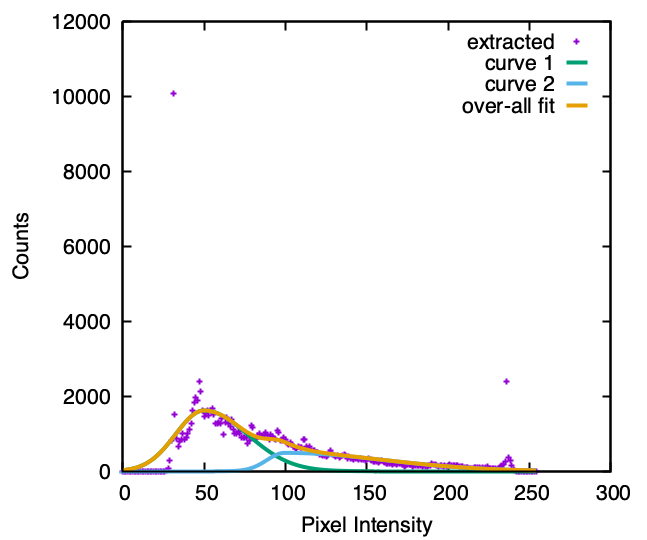 12000
10000
8000
6000
4000
2000
0
Counts
extracted
curve 1
curve 2
over-all fit
0 50 100 150 200 250 300
Pixel Intensity